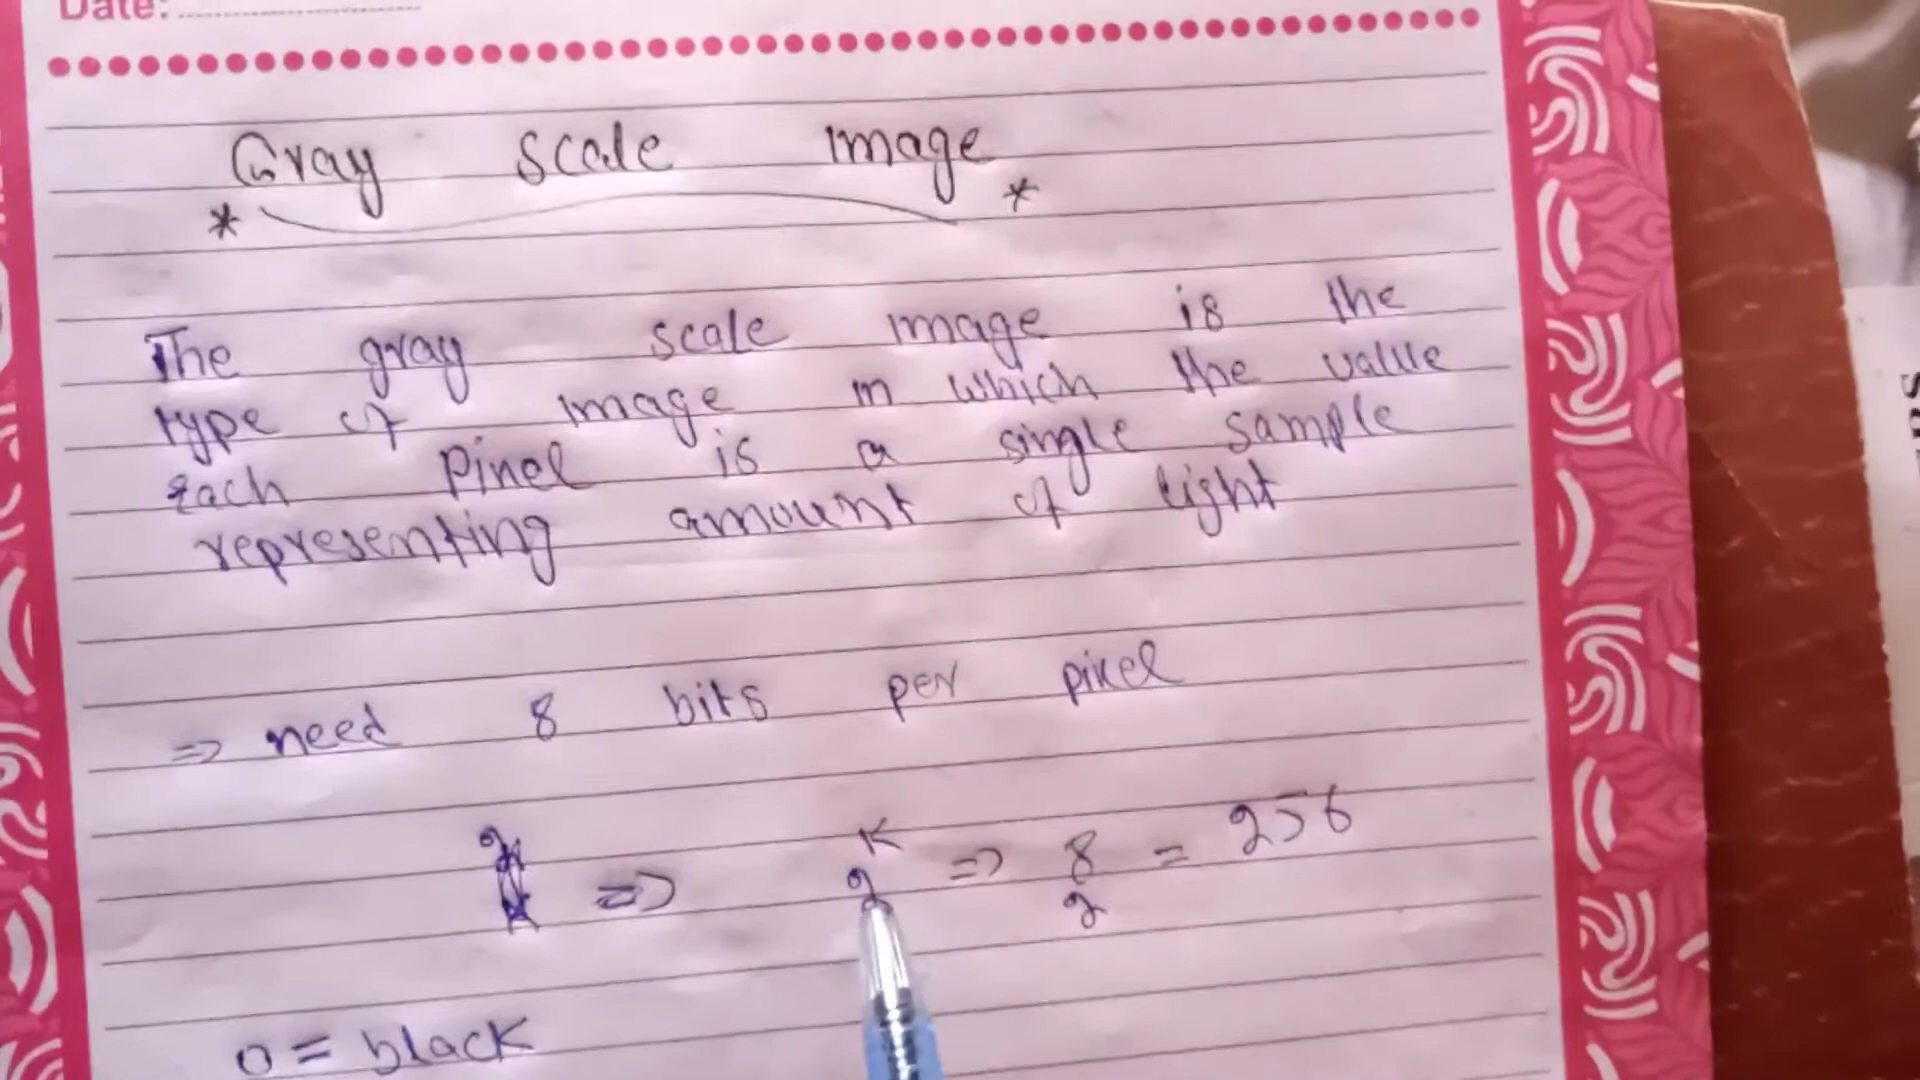 Date:
Gray scale image
* *
The gray scale image is the
type of image in which the value
each pixel is a single sample
representing amount of light
=> need 8 bits per pixel
=> 2^K => 2^8 = 256
0 = black